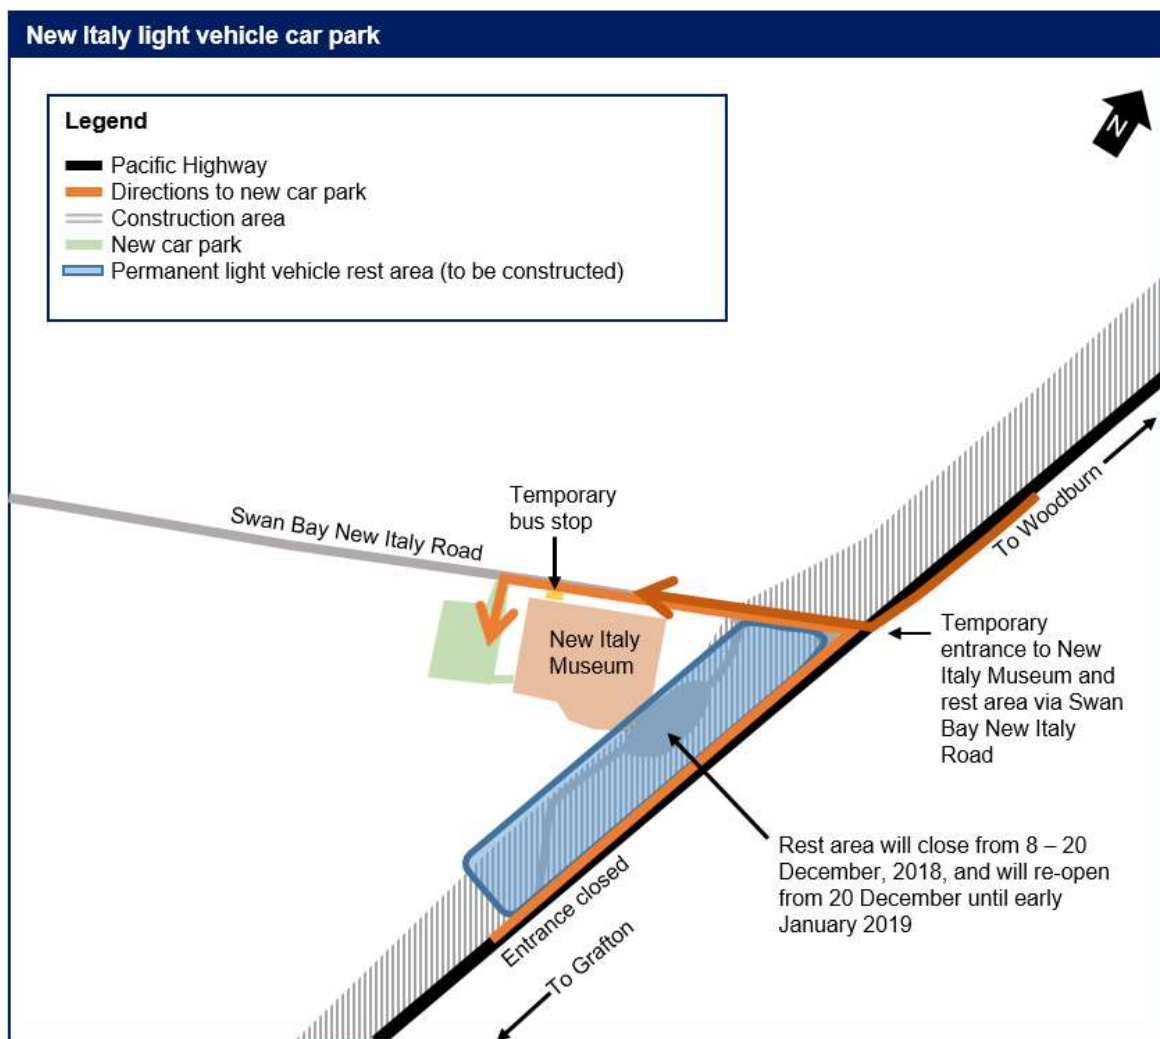 New Italy light vehicle car park
Legend
Pacific Highway
Directions to new car park
Construction area
New car park
Permanent light vehicle rest area (to be constructed)
N
To Woodburn
Temporary
bus stop
Swan Bay New Italy Road
New Italy
Museum
Temporary
entrance to New
Italy Museum and
rest area via Swan
Bay New Italy
Road
Rest area will close from 8 – 20
December, 2018, and will re-open
from 20 December until early
January 2019
Entrance closed
To Grafton